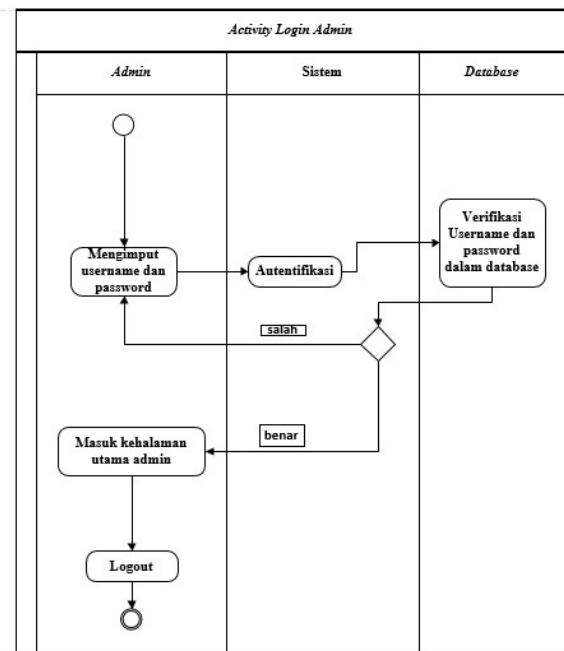 Activity Login Admin
Admin
Sistem
Database
Mengimput
username dan
password
Autentifikasi
Verifikasi
Username dan
password
dalam database
salah
benar
Masuk kehalaman
utama admin
Logout